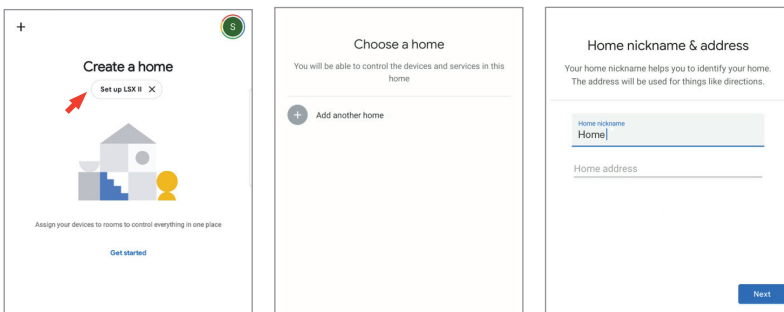 +
S
Create a home
Set up LSX II X
Assign your devices to rooms to control everything in one place
Get started
Choose a home
You will be able to control the devices and services in this
home
+ Add another home
Home nickname & address
Your home nickname helps you to identify your home.
The address will be used for things like directions.
Home nickname
Home
Home address
Next